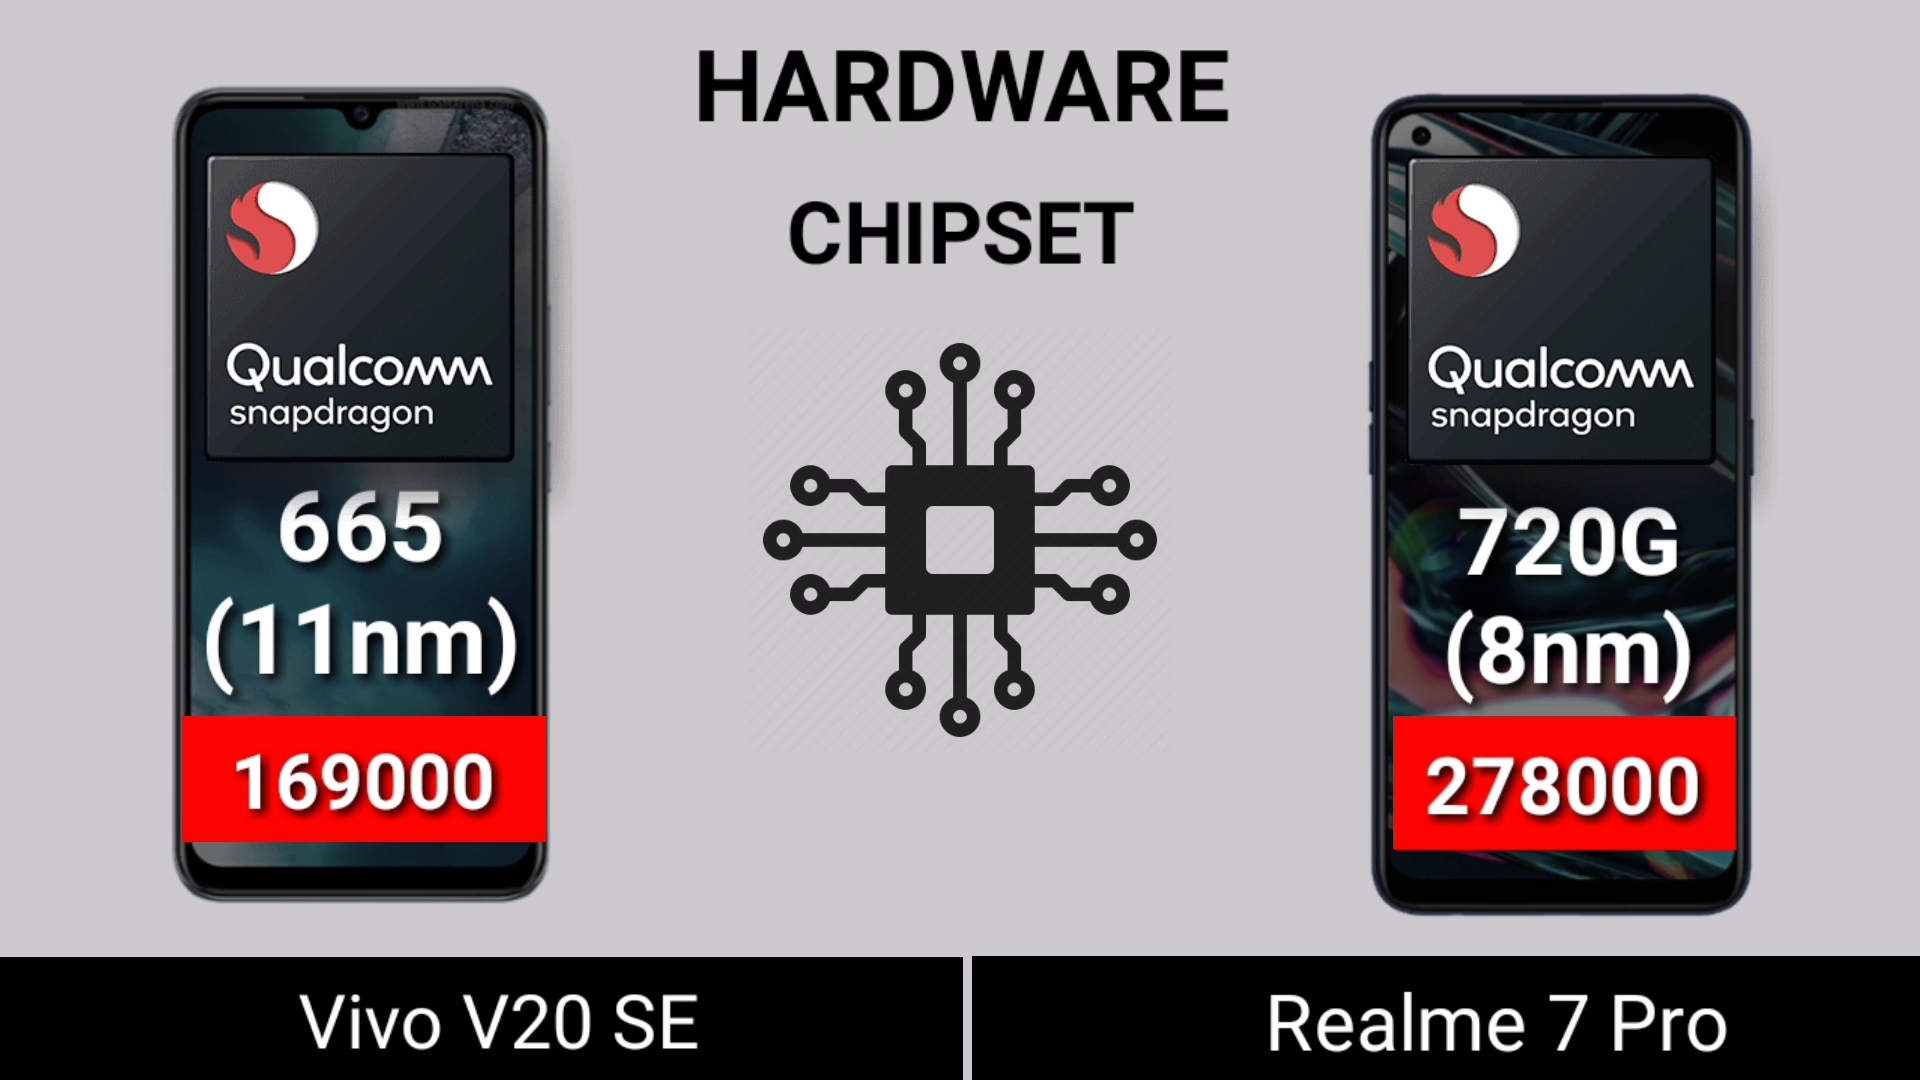 HARDWARE
CHIPSET
Qualcomm
snapdragon
665
(11nm)
169000
Qualcomm
snapdragon
720G
(8nm)
278000
Vivo V20 SE
Realme 7 Pro